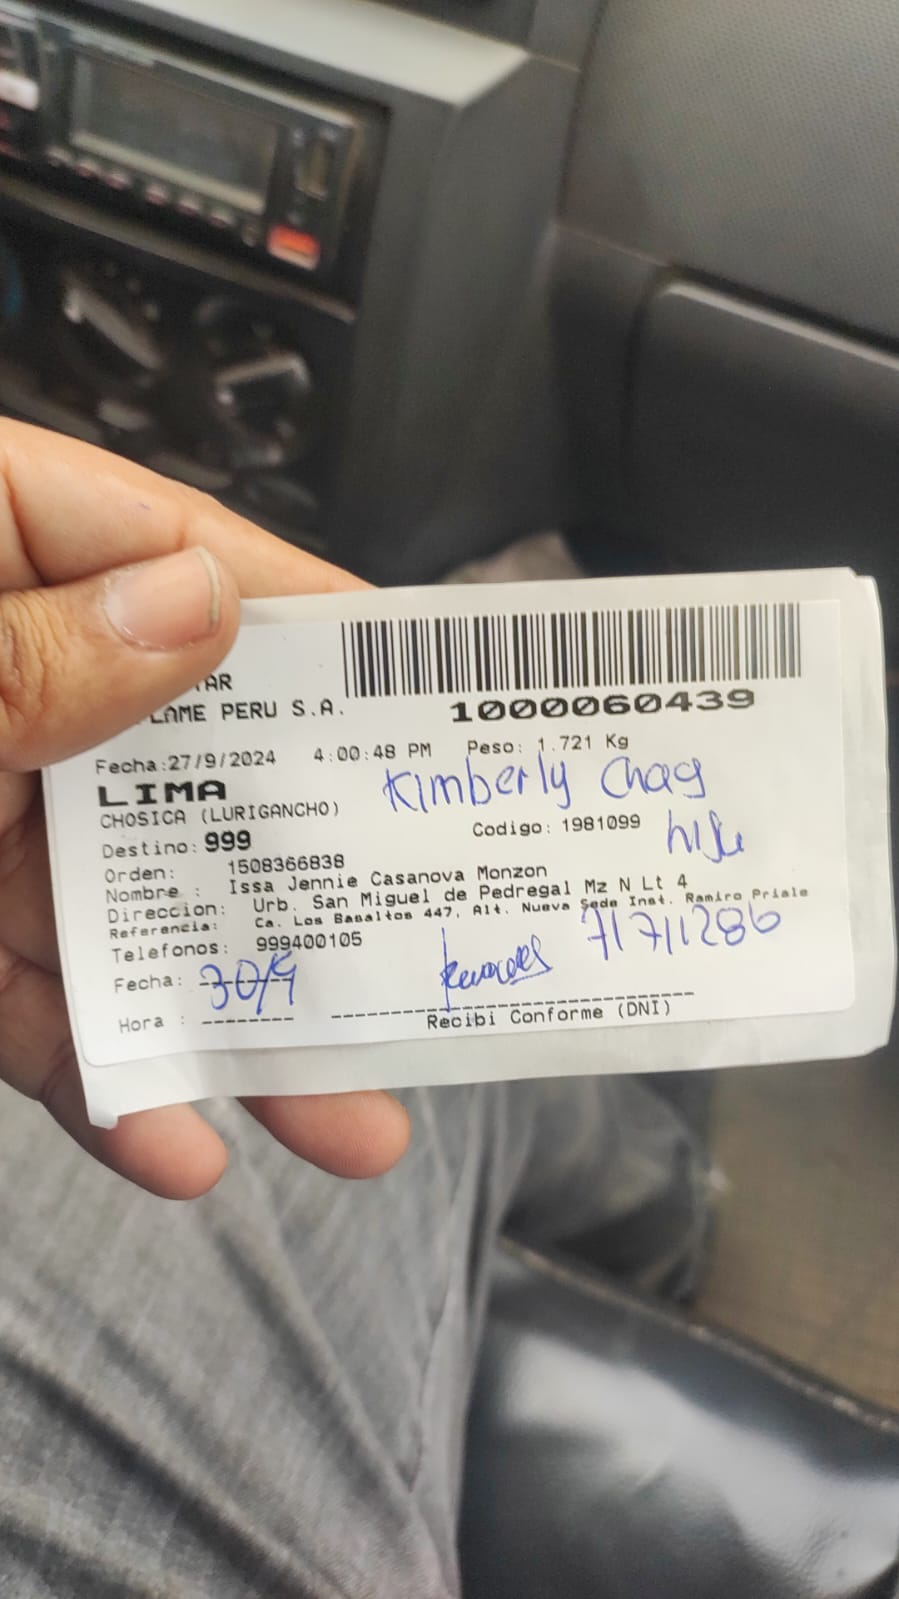 TAR
LAME PERU S.A.
1000060439
Fecha:27/9/2024 4:00:48 PM Peso: 1.721 Kg
LIMA
Kimberly Chag
CHOSICA (LURIGANCHO)
Destino: 999 Codigo: 1981099
Orden: 1508366838
Nombre : Issa Jennie Casanova Monzon
Direccion: Urb. San Miguel de Pedregal Mz N Lt 4
Referencia: Ca. Los Basaltos 447, Alt. Nueva Sede Inst. Ramiro Priale
Telefonos: 999400105
Fecha: 30/9
Hora :
Recibi Conforme (DNI)